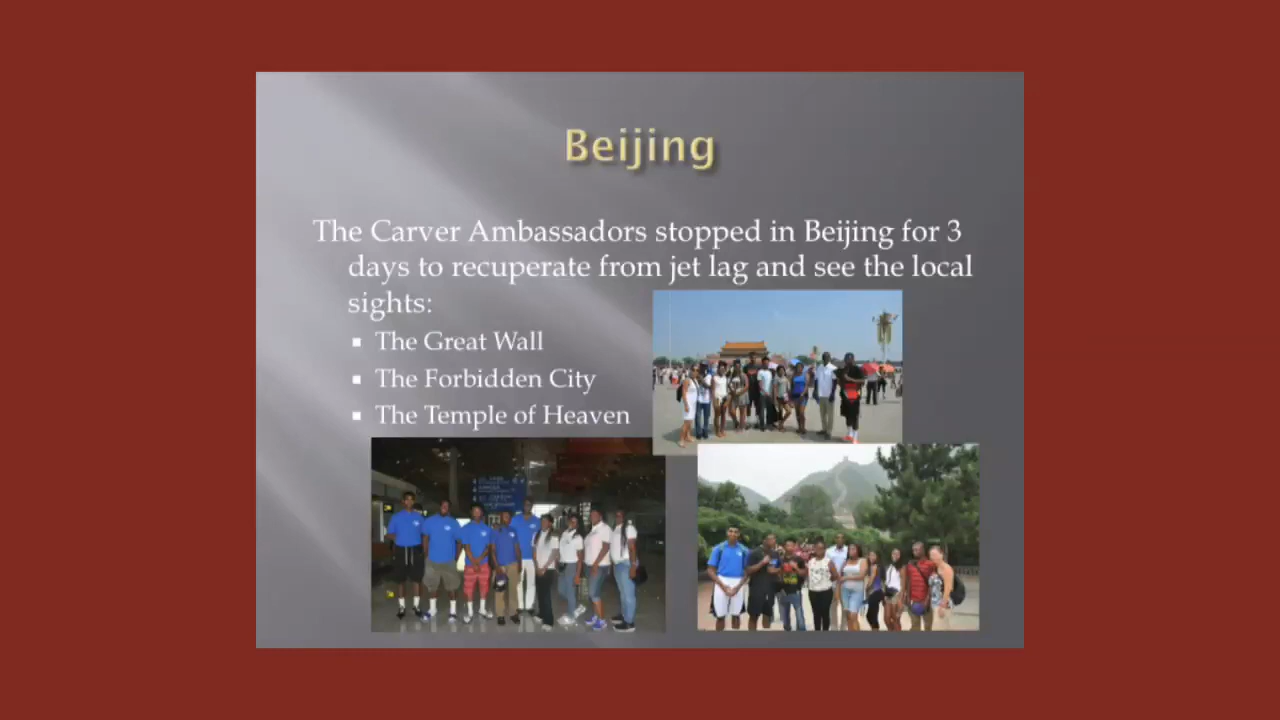 Beijing
The Carver Ambassadors stopped in Beijing for 3
days to recuperate from jet lag and see the local
sights:
The Great Wall
The Forbidden City
The Temple of Heaven